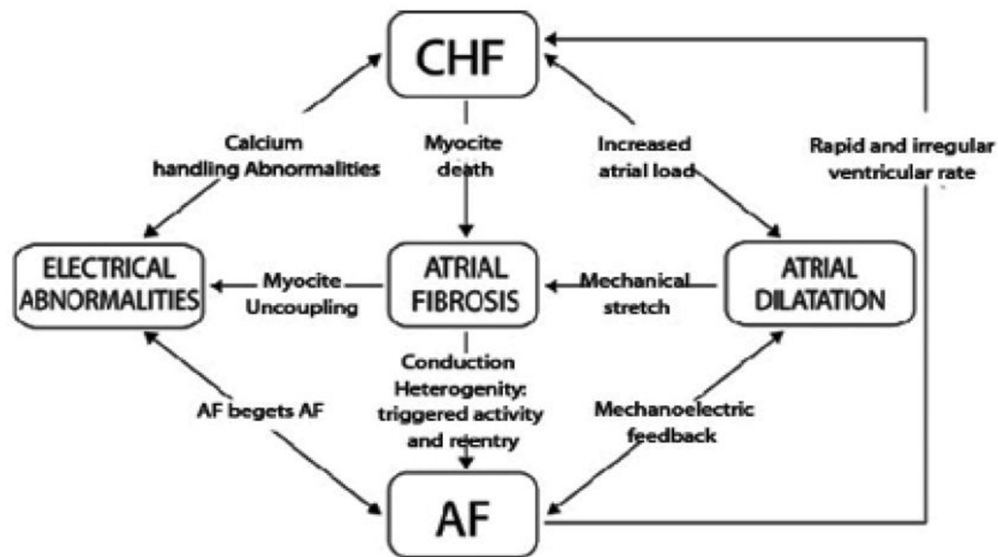 CHF
Calcium
handling Abnormalities
Myocite
death
Increased
atrial load
Rapid and irregular
ventricular rate
ELECTRICAL
ABNORMALITIES
Myocite
Uncoupling
ATRIAL
FIBROSIS
Mechanical
stretch
ATRIAL
DILATATION
AF begets AF
Conduction
Heterogenity:
triggered activity
and reentry
Mechanoelectric
feedback
AF